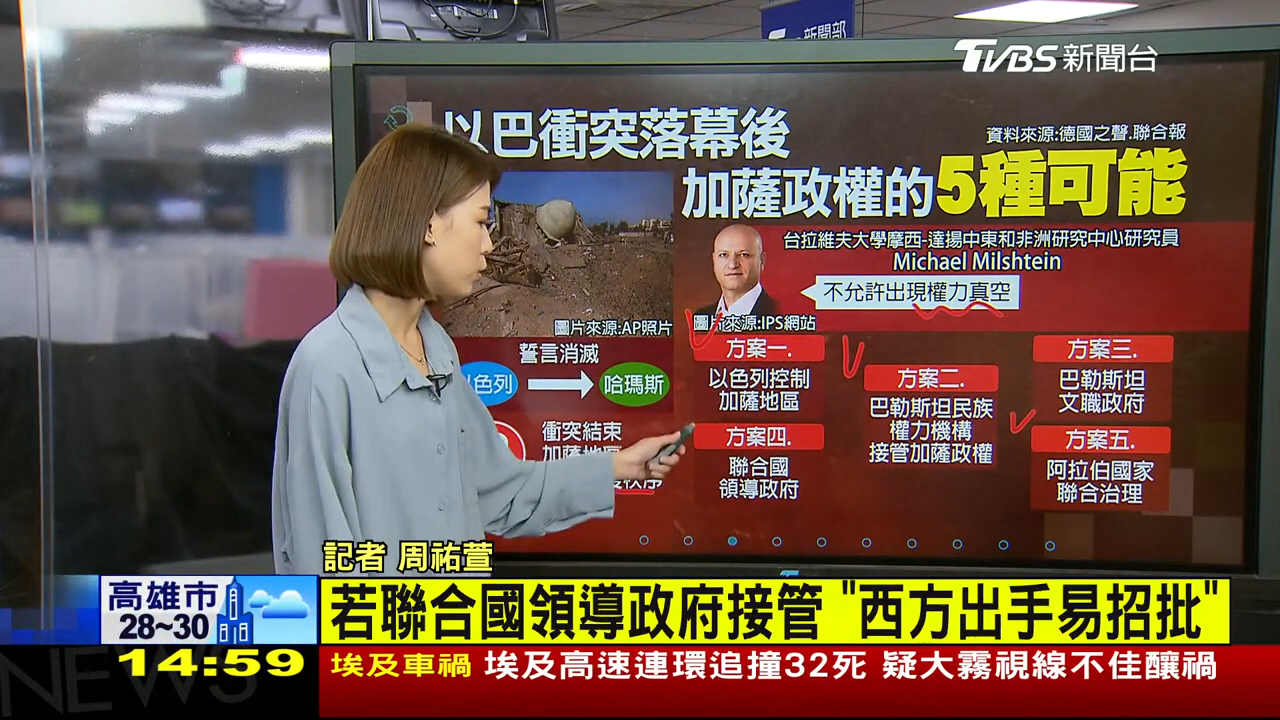 新聞部
TVBS新聞台
以巴衝突落幕後
資料來源:德國之聲.聯合報
加薩政權的5種可能
台拉維夫大學摩西-達揚中東和非洲研究中心研究員
Michael Milshtein
不允許出現權力真空
圖片來源:AP照片
圖片來源:IPS網站
誓言消滅
以色列
哈瑪斯
衝突結束
加薩地區
秩序
方案一.
以色列控制
加薩地區
方案二.
巴勒斯坦民族
權力機構
接管加薩政權
方案三.
巴勒斯坦
文職政府
方案四.
聯合國
領導政府
方案五.
阿拉伯國家
聯合治理
記者 周祐萱
高雄市
28~30
若聯合國領導政府接管 "西方出手易招批"
14:59
NEWS
埃及車禍 埃及高速連環追撞32死 疑大霧視線不佳釀禍